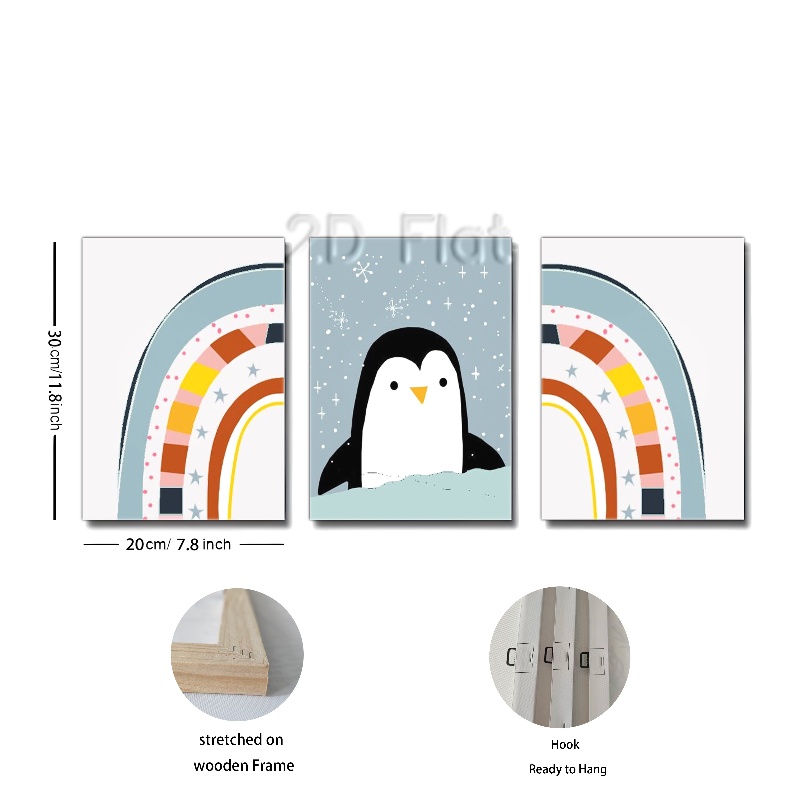 2D Flat
30cm/11.8inch
20cm/ 7.8 inch
stretched on
wooden Frame
Hook
Ready to Hang